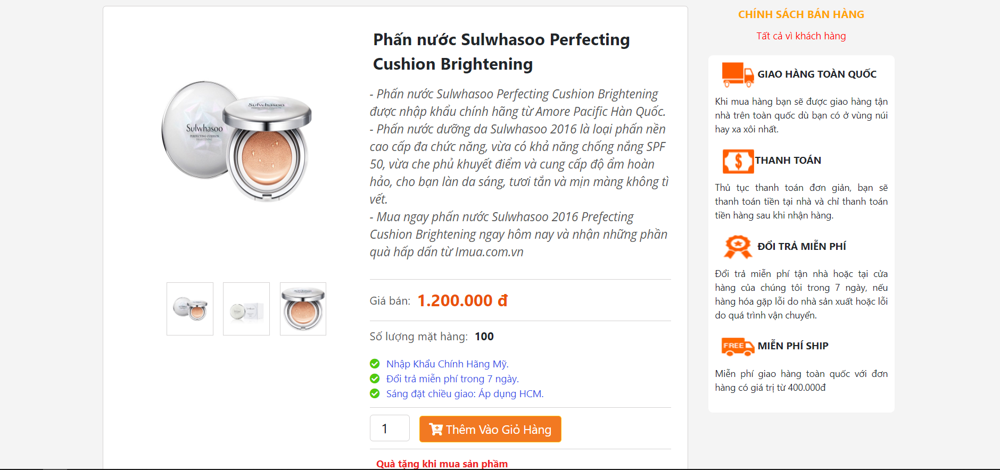 Phấn nước Sulwhasoo Perfecting
Cushion Brightening
- Phấn nước Sulwhasoo Perfecting Cushion Brightening
được nhập khẩu chính hãng từ Amore Pacific Hàn Quốc.
- Phấn nước dưỡng da Sulwhasoo 2016 là loại phấn nền
cao cấp đa chức năng, vừa có khả năng chống nắng SPF
50, vừa che phủ khuyết điểm và cung cấp độ ẩm hoàn
hảo, cho bạn làn da sáng, tươi tắn và mịn màng không tì
vết.
- Mua ngay phấn nước Sulwhasoo 2016 Prefecting
Cushion Brightening ngay hôm nay và nhận những phần
quà hấp dẫn từ Imua.com.vn
Sulwhasoo
PERFECTING CUSHION
BRIGHTENING
Sulwhasoo
PERFECTING CUSHION
Giá bán: 1.200.000 đ
Số lượng mặt hàng: 100
Nhập Khẩu Chính Hãng Mỹ.
Đổi trả miễn phí trong 7 ngày.
Sáng đặt chiều giao: Áp dụng HCM.
1
Thêm Vào Giỏ Hàng
Quà tặng khi mua sản phẩm
CHÍNH SÁCH BÁN HÀNG
Tất cả vì khách hàng
GIAO HÀNG TOÀN QUỐC
Khi mua hàng bạn sẽ được giao hàng tận
nhà trên toàn quốc dù bạn có ở vùng núi
hay xa xôi nhất.
$
THANH TOÁN
Thủ tục thanh toán đơn giản, bạn sẽ
thanh toán tiền tại nhà và chỉ thanh toán
tiền hàng sau khi nhận hàng.
ĐỔI TRẢ MIỄN PHÍ
Đổi trả miễn phí tận nhà hoặc tại cửa
hàng của chúng tôi trong 7 ngày, nếu
hàng hóa gặp lỗi do nhà sản xuất hoặc lỗi
do quá trình vận chuyển.
FREE
MIỄN PHÍ SHIP
Miễn phí giao hàng toàn quốc với đơn
hàng có giá trị từ 400.000đ